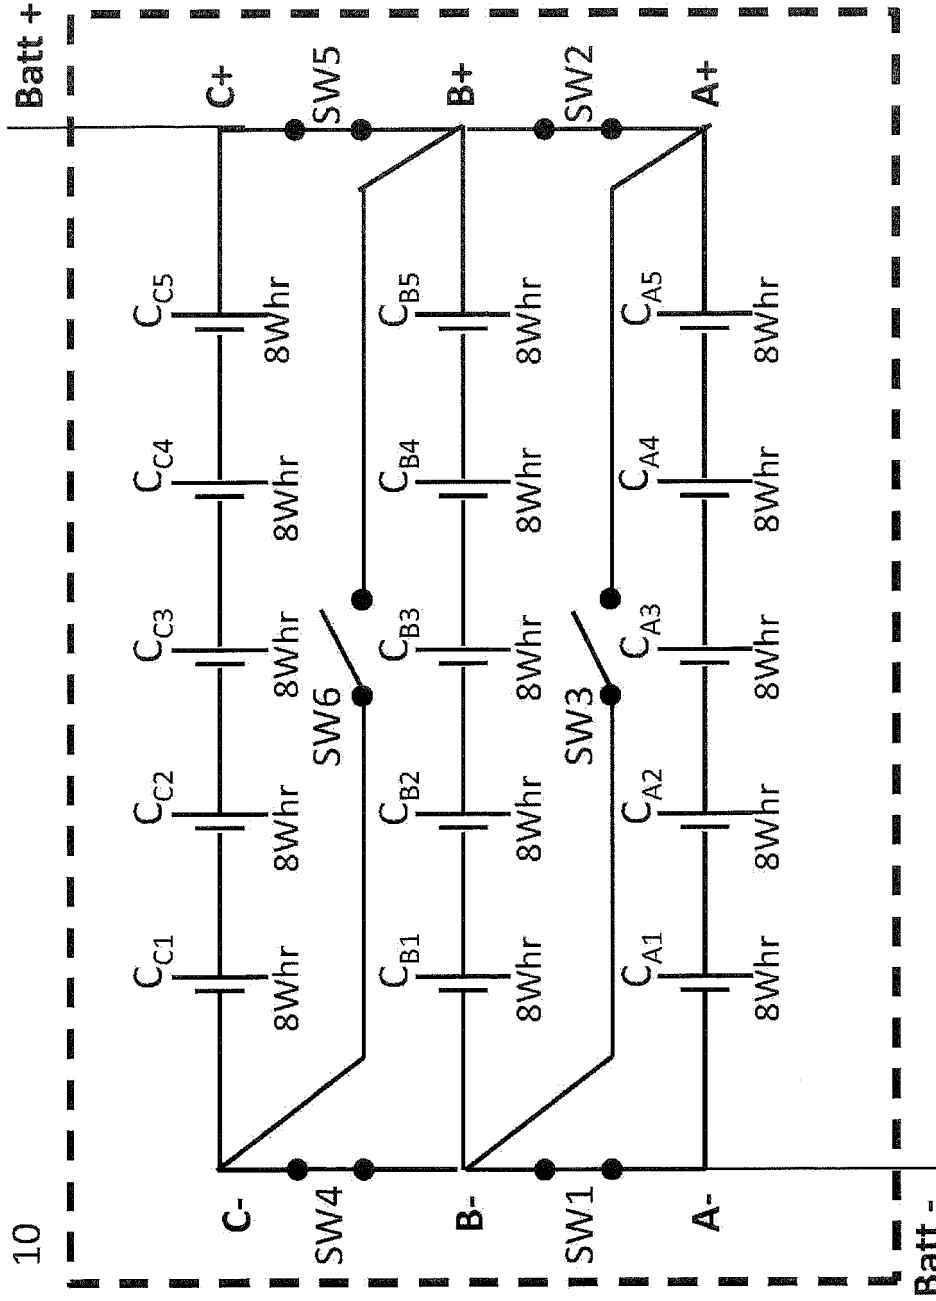 10 Batt +
CC1 CC2 CC3 CC4 CC5
C- C+
8Whr 8Whr 8Whr 8Whr 8Whr
SW4 SW6 SW5
CB1 CB2 CB3 CB4 CB5
B- B+
8Whr 8Whr 8Whr 8Whr 8Whr
SW1 SW3 SW2
CA1 CA2 CA3 CA4 CA5
A- A+
8Whr 8Whr 8Whr 8Whr 8Whr
Batt -